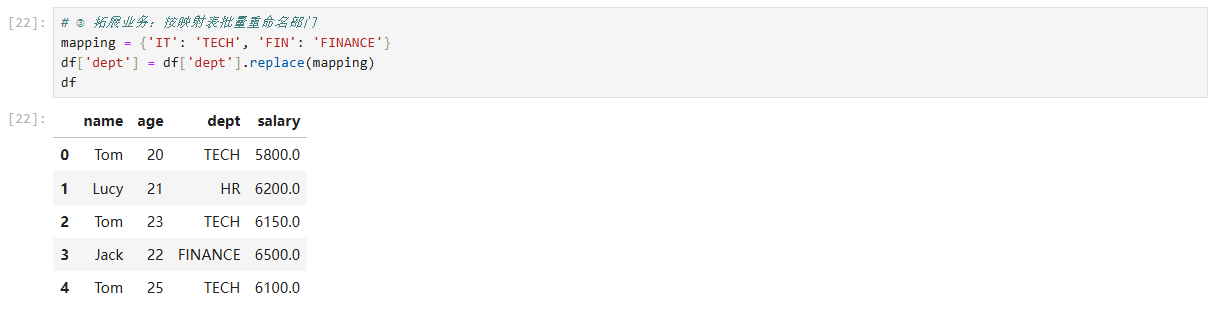 [22]:
# ③ 拓展业务：按映射表批量重命名部门
mapping = {'IT': 'TECH', 'FIN': 'FINANCE'}
df['dept'] = df['dept'].replace(mapping)
df
[22]:
name age dept salary
0 Tom 20 TECH 5800.0
1 Lucy 21 HR 6200.0
2 Tom 23 TECH 6150.0
3 Jack 22 FINANCE 6500.0
4 Tom 25 TECH 6100.0